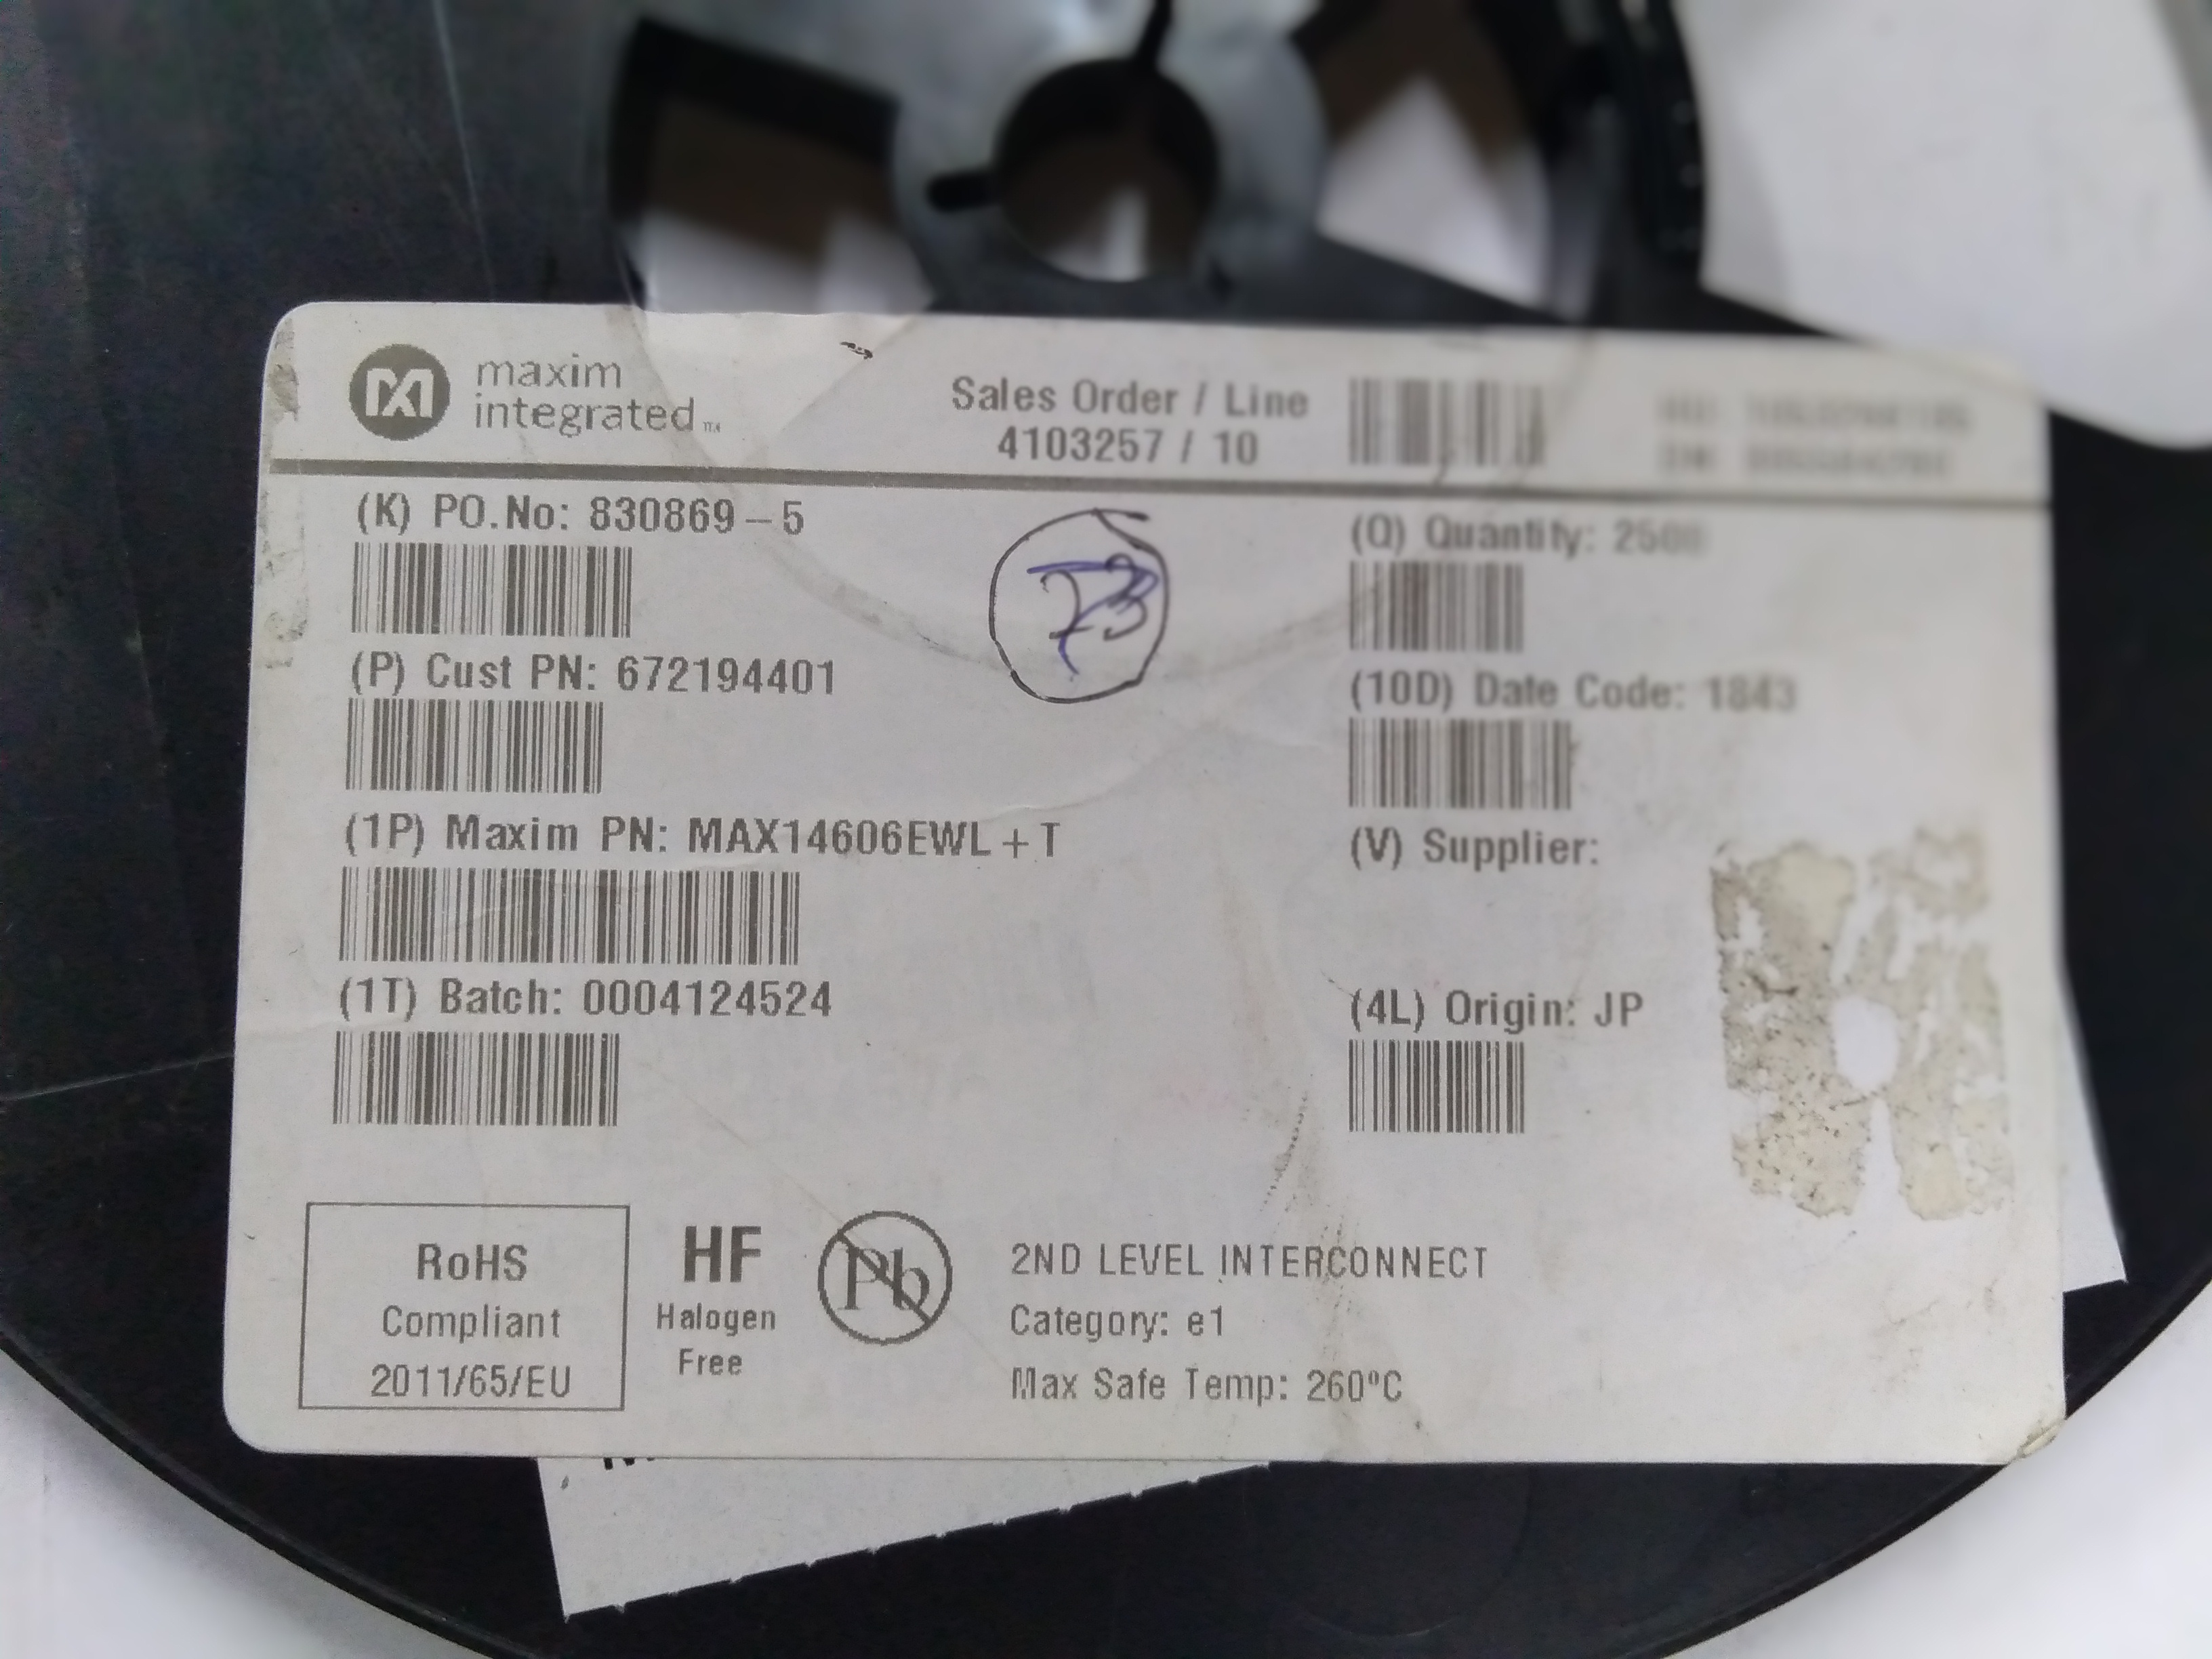 maxim
integrated™
Sales Order / Line
4103257 / 10
(K) PO.No: 830869-5
(Q) Quantity: 2500
(P) Cust PN: 672194401
(10D) Date Code: 1843
(1P) Maxim PN: MAX14606EWL+T
(V) Supplier:
(1T) Batch: 0004124524
(4L) Origin: JP
RoHS
Compliant
2011/65/EU
HF
Halogen
Free
Pb
2ND LEVEL INTERCONNECT
Category: e1
Max Safe Temp: 260ºC